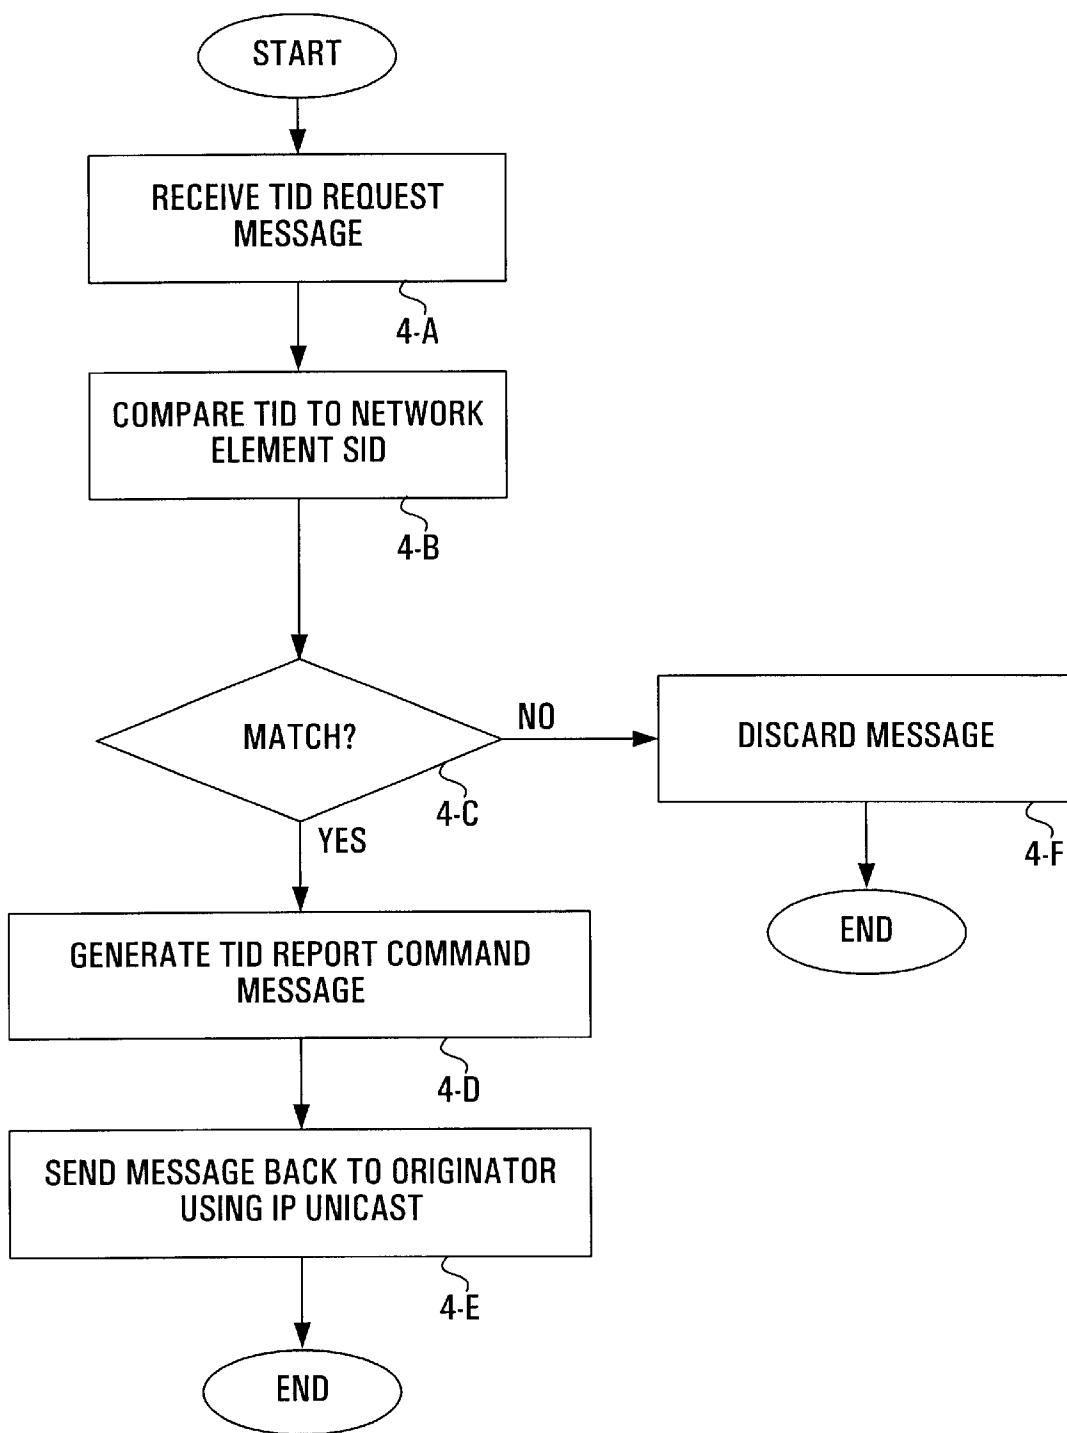 START
RECEIVE TID REQUEST
MESSAGE
4-A
COMPARE TID TO NETWORK
ELEMENT SID
4-B
MATCH?
NO
DISCARD MESSAGE
4-C
YES
4-F
END
GENERATE TID REPORT COMMAND
MESSAGE
4-D
SEND MESSAGE BACK TO ORIGINATOR
USING IP UNICAST
4-E
END